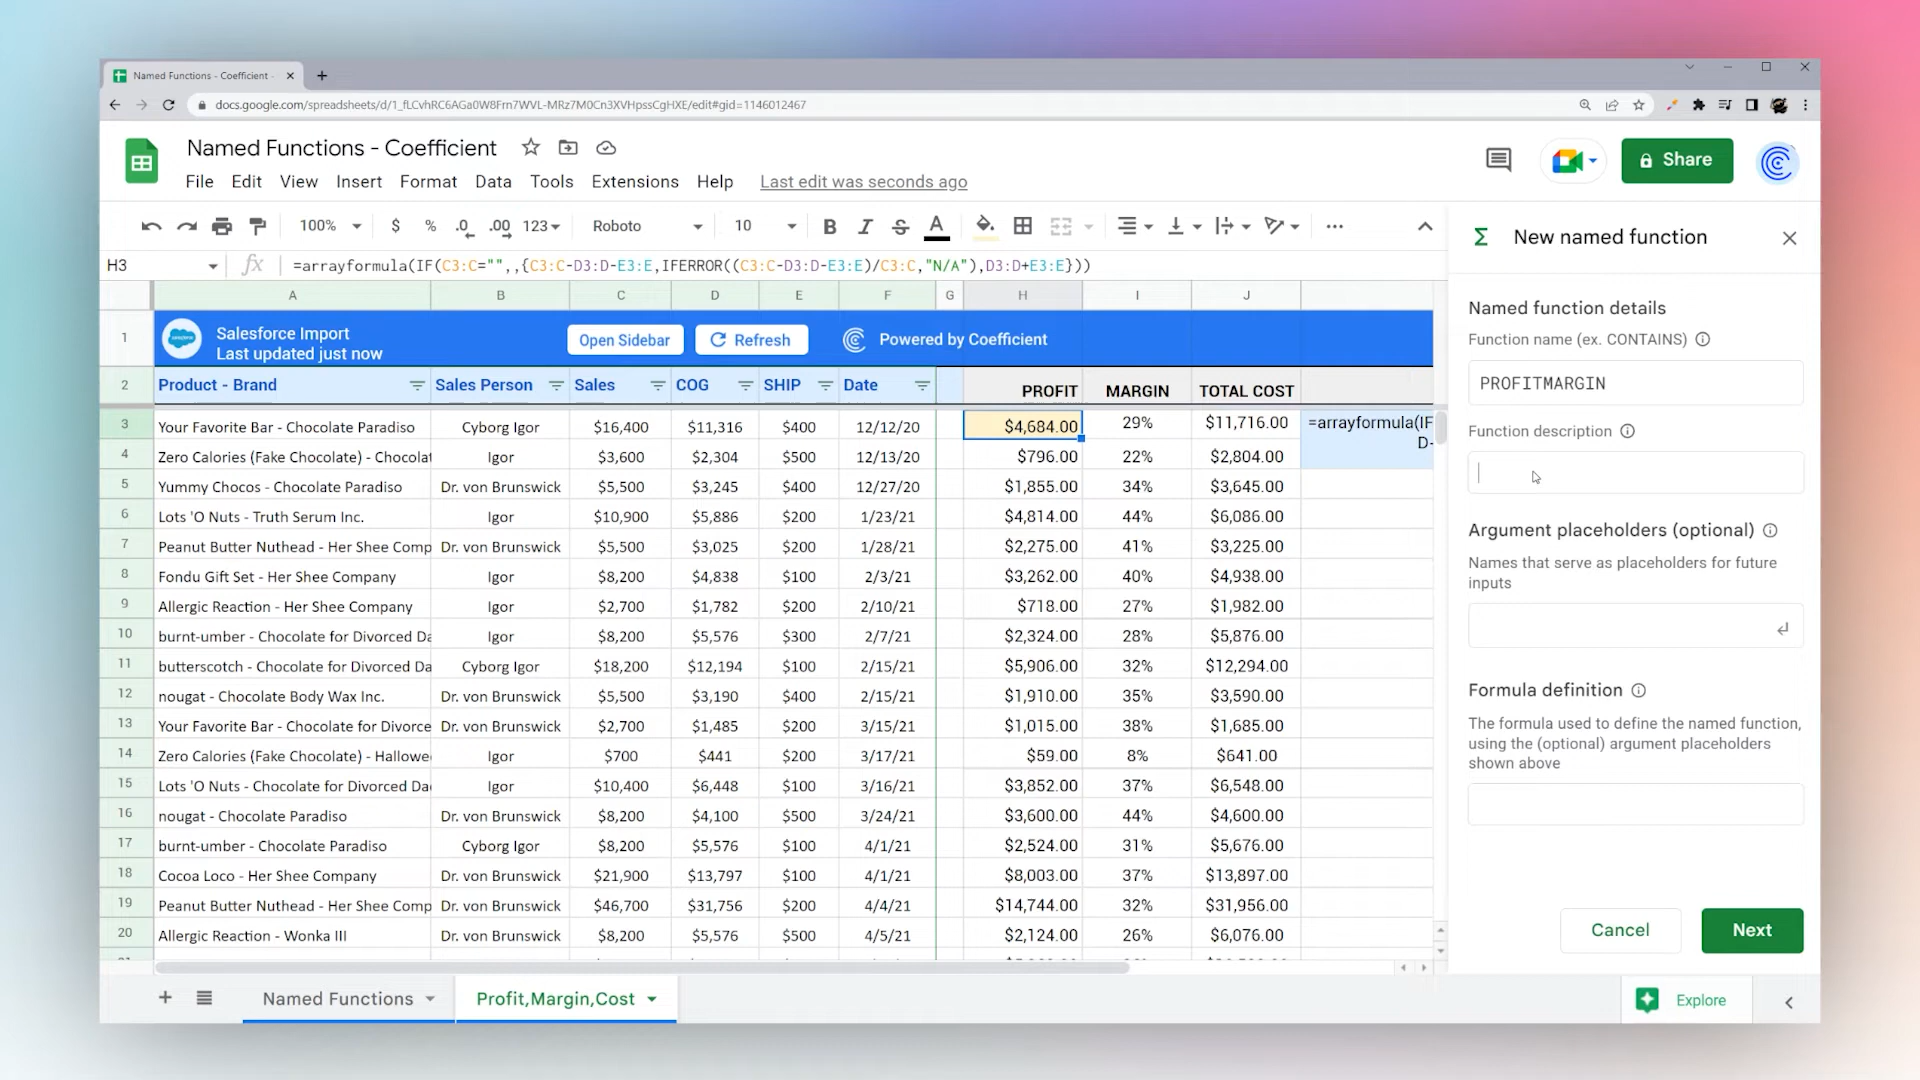 Named Functions - Coefficient -
docs.google.com/spreadsheets/d/1_fLCvhRC6AGa0W8Frn7WVL-MRz7M0Cn3XVHpssCgHXE/edit#gid=1146012467
Named Functions - Coefficient
File Edit View Insert Format Data Tools Extensions Help Last edit was seconds ago
Share
100% $ % .0 .00 123 Roboto 10 B I S A
H3 fx =arrayformula(IF(C3:C="",,{C3:C-D3:D-E3:E,IFERROR((C3:C-D3:D-E3:E)/C3:C,"N/A"),D3:D+E3:E}))
A B C D E F G H I J
1 Salesforce Import
Last updated just now
Open Sidebar Refresh Powered by Coefficient
2 Product - Brand Sales Person Sales COG SHIP Date PROFIT MARGIN TOTAL COST
3 Your Favorite Bar - Chocolate Paradiso Cyborg Igor $16,400 $11,316 $400 12/12/20 $4,684.00 29% $11,716.00 =arrayformula(IF
D-
4 Zero Calories (Fake Chocolate) - Chocolat Igor $3,600 $2,304 $500 12/13/20 $796.00 22% $2,804.00
5 Yummy Chocos - Chocolate Paradiso Dr. von Brunswick $5,500 $3,245 $400 12/27/20 $1,855.00 34% $3,645.00
6 Lots 'O Nuts - Truth Serum Inc. Igor $10,900 $5,886 $200 1/23/21 $4,814.00 44% $6,086.00
7 Peanut Butter Nuthead - Her Shee Comp Dr. von Brunswick $5,500 $3,025 $200 1/28/21 $2,275.00 41% $3,225.00
8 Fondu Gift Set - Her Shee Company Igor $8,200 $4,838 $100 2/3/21 $3,262.00 40% $4,938.00
9 Allergic Reaction - Her Shee Company Igor $2,700 $1,782 $200 2/10/21 $718.00 27% $1,982.00
10 burnt-umber - Chocolate for Divorced Da Igor $8,200 $5,576 $300 2/7/21 $2,324.00 28% $5,876.00
11 butterscotch - Chocolate for Divorced Da Cyborg Igor $18,200 $12,194 $100 2/15/21 $5,906.00 32% $12,294.00
12 nougat - Chocolate Body Wax Inc. Dr. von Brunswick $5,500 $3,190 $400 2/15/21 $1,910.00 35% $3,590.00
13 Your Favorite Bar - Chocolate for Divorce Dr. von Brunswick $2,700 $1,485 $200 3/15/21 $1,015.00 38% $1,685.00
14 Zero Calories (Fake Chocolate) - Hallowe Igor $700 $441 $200 3/17/21 $59.00 8% $641.00
15 Lots 'O Nuts - Chocolate for Divorced Da Igor $10,400 $6,448 $100 3/16/21 $3,852.00 37% $6,548.00
16 nougat - Chocolate Paradiso Dr. von Brunswick $8,200 $4,100 $500 3/24/21 $3,600.00 44% $4,600.00
17 burnt-umber - Chocolate Paradiso Cyborg Igor $8,200 $5,576 $100 4/1/21 $2,524.00 31% $5,676.00
18 Cocoa Loco - Her Shee Company Dr. von Brunswick $21,900 $13,797 $100 4/1/21 $8,003.00 37% $13,897.00
19 Peanut Butter Nuthead - Her Shee Comp Dr. von Brunswick $46,700 $31,756 $200 4/4/21 $14,744.00 32% $31,956.00
20 Allergic Reaction - Wonka III Dr. von Brunswick $8,200 $5,576 $500 4/5/21 $2,124.00 26% $6,076.00
Named Functions Profit,Margin,Cost
Explore
New named function
Named function details
Function name (ex. CONTAINS)
PROFITMARGIN
Function description
Argument placeholders (optional)
Names that serve as placeholders for future
inputs
Formula definition
The formula used to define the named function,
using the (optional) argument placeholders
shown above
Cancel Next